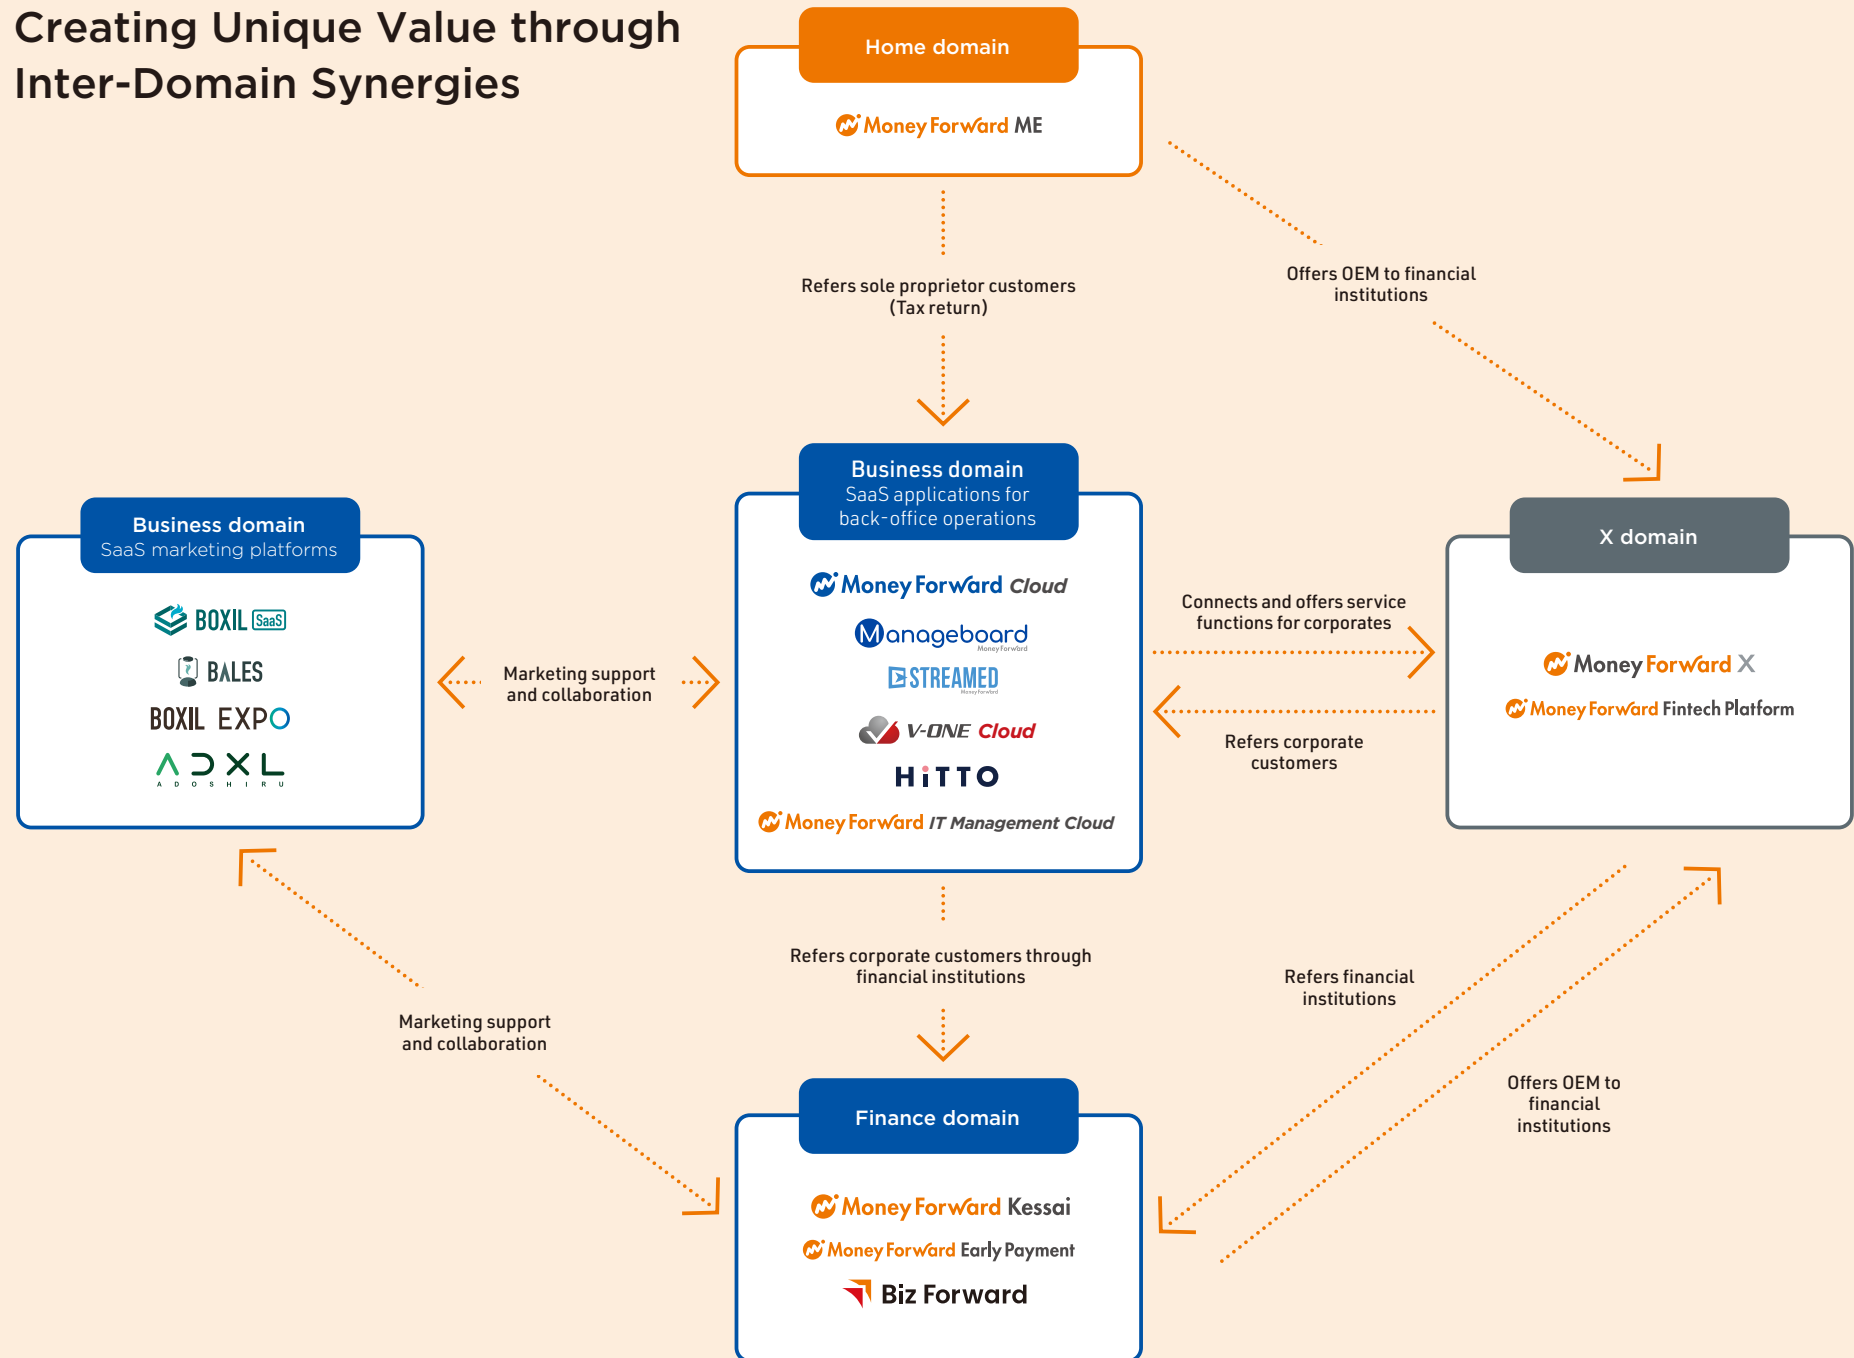 Creating Unique Value through
Inter-Domain Synergies
Home domain
Money Forward ME
Refers sole proprietor customers
(Tax return)
Offers OEM to financial
institutions
Business domain
SaaS marketing platforms
BOXIL SaaS
BALES
BOXIL EXPO
ADXL
ADOSHIRU
Marketing support
and collaboration
Business domain
SaaS applications for
back-office operations
Money Forward Cloud
Manageboard
Money Forward
STREAMED
Money Forward
V-ONE Cloud
HiTTO
Money Forward IT Management Cloud
Connects and offers service
functions for corporates
Refers corporate
customers
X domain
Money Forward X
Money Forward Fintech Platform
Refers corporate customers through
financial institutions
Marketing support
and collaboration
Refers financial
institutions
Offers OEM to
financial
institutions
Finance domain
Money Forward Kessai
Money Forward Early Payment
Biz Forward